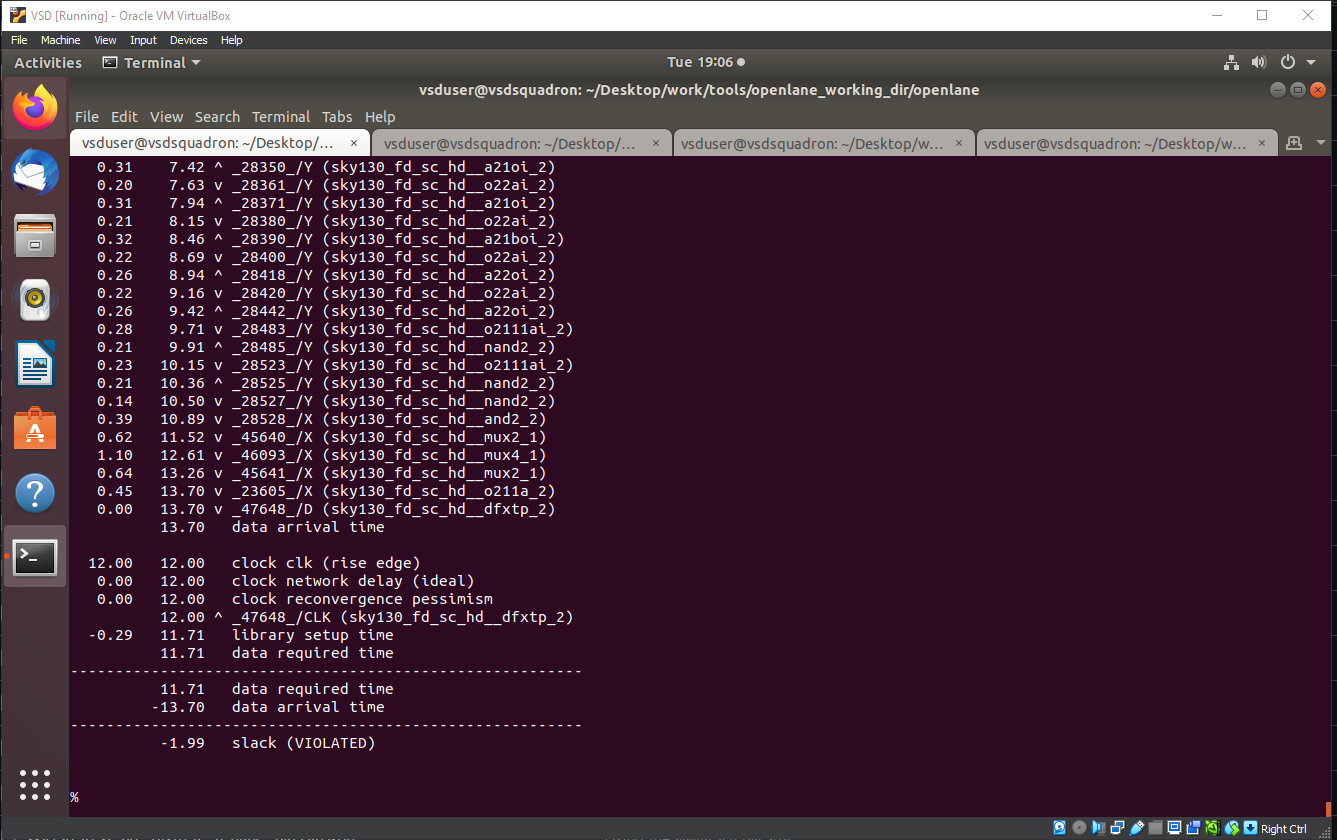 VSD [Running] - Oracle VM VirtualBox
File Machine View Input Devices Help
Activities Terminal Tue 19:06
vsduser@vsdsquadron: ~/Desktop/work/tools/openlane_working_dir/openlane
File Edit View Search Terminal Tabs Help
vsduser@vsdsquadron: ~/Desktop/... × vsduser@vsdsquadron: ~/Desktop/... × vsduser@vsdsquadron: ~/Desktop/w... × vsduser@vsdsquadron: ~/Desktop/w... ×
0.31 7.42 ^ _28350_/Y (sky130_fd_sc_hd__a21oi_2)
0.20 7.63 v _28361_/Y (sky130_fd_sc_hd__o22ai_2)
0.31 7.94 ^ _28371_/Y (sky130_fd_sc_hd__a21oi_2)
0.21 8.15 v _28380_/Y (sky130_fd_sc_hd__o22ai_2)
0.32 8.46 ^ _28390_/Y (sky130_fd_sc_hd__a21boi_2)
0.22 8.69 v _28400_/Y (sky130_fd_sc_hd__o22ai_2)
0.26 8.94 ^ _28418_/Y (sky130_fd_sc_hd__a22oi_2)
0.22 9.16 v _28420_/Y (sky130_fd_sc_hd__o22ai_2)
0.26 9.42 ^ _28442_/Y (sky130_fd_sc_hd__a22oi_2)
0.28 9.71 v _28483_/Y (sky130_fd_sc_hd__o2111ai_2)
0.21 9.91 ^ _28485_/Y (sky130_fd_sc_hd__nand2_2)
0.23 10.15 v _28523_/Y (sky130_fd_sc_hd__o2111ai_2)
0.21 10.36 ^ _28525_/Y (sky130_fd_sc_hd__nand2_2)
0.14 10.50 v _28527_/Y (sky130_fd_sc_hd__nand2_2)
0.39 10.89 v _28528_/X (sky130_fd_sc_hd__and2_2)
0.62 11.52 v _45640_/X (sky130_fd_sc_hd__mux2_1)
1.10 12.61 v _46093_/X (sky130_fd_sc_hd__mux4_1)
0.64 13.26 v _45641_/X (sky130_fd_sc_hd__mux2_1)
0.45 13.70 v _23605_/X (sky130_fd_sc_hd__o211a_2)
0.00 13.70 v _47648_/D (sky130_fd_sc_hd__dfxtp_2)
13.70 data arrival time
12.00 12.00 clock clk (rise edge)
0.00 12.00 clock network delay (ideal)
0.00 12.00 clock reconvergence pessimism
12.00 ^ _47648_/CLK (sky130_fd_sc_hd__dfxtp_2)
-0.29 11.71 library setup time
11.71 data required time
---------------------------------------------------------
11.71 data required time
-13.70 data arrival time
---------------------------------------------------------
-1.99 slack (VIOLATED)
%
Right Ctrl